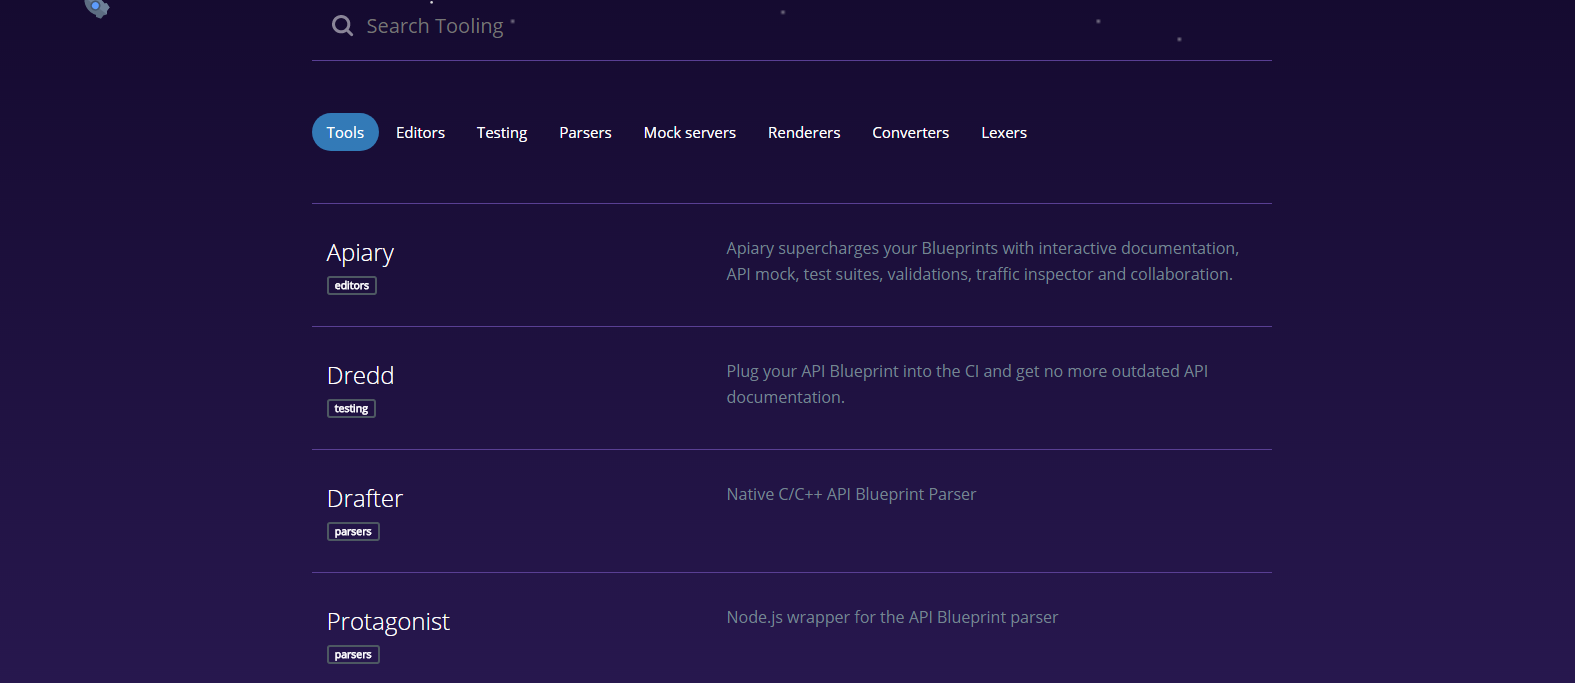 Search Tooling
Tools Editors Testing Parsers Mock servers Renderers Converters Lexers
Apiary
editors
Apiary supercharges your Blueprints with interactive documentation,
API mock, test suites, validations, traffic inspector and collaboration.
Dredd
testing
Plug your API Blueprint into the CI and get no more outdated API
documentation.
Drafter
parsers
Native C/C++ API Blueprint Parser
Protagonist
parsers
Node.js wrapper for the API Blueprint parser